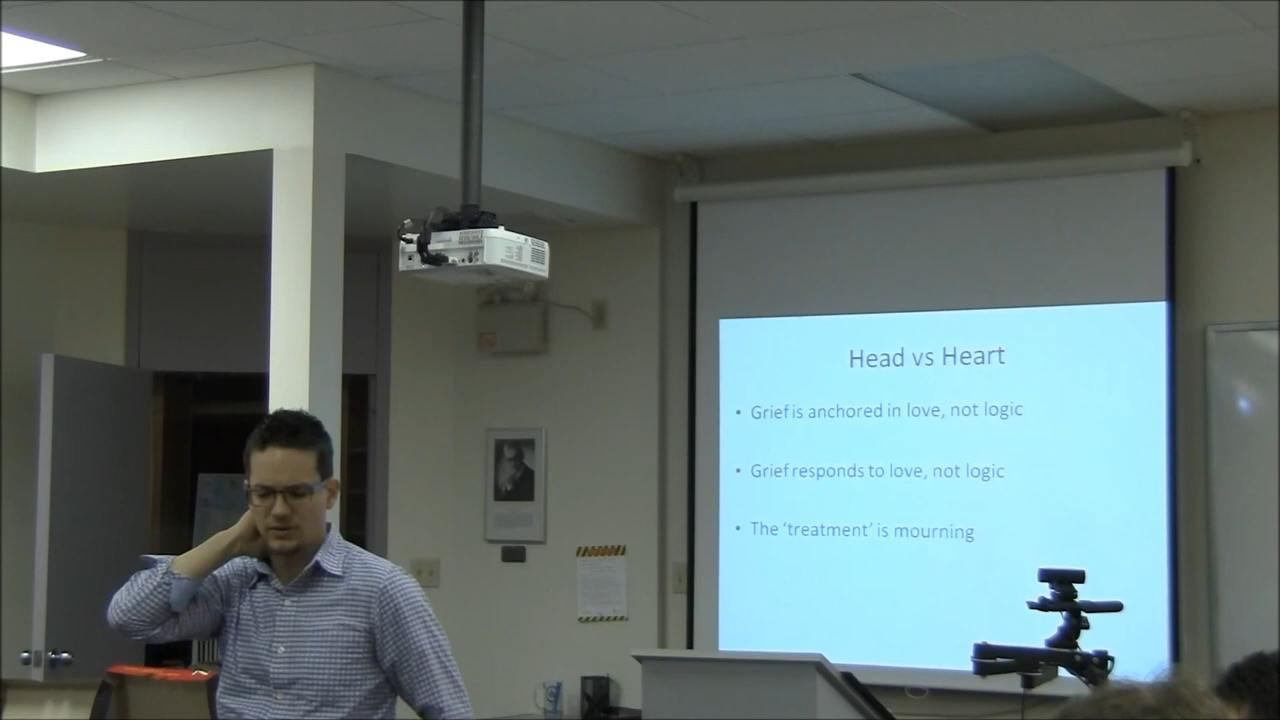 Head vs Heart
• Grief is anchored in love, not logic
• Grief responds to love, not logic
• The ‘treatment’ is mourning